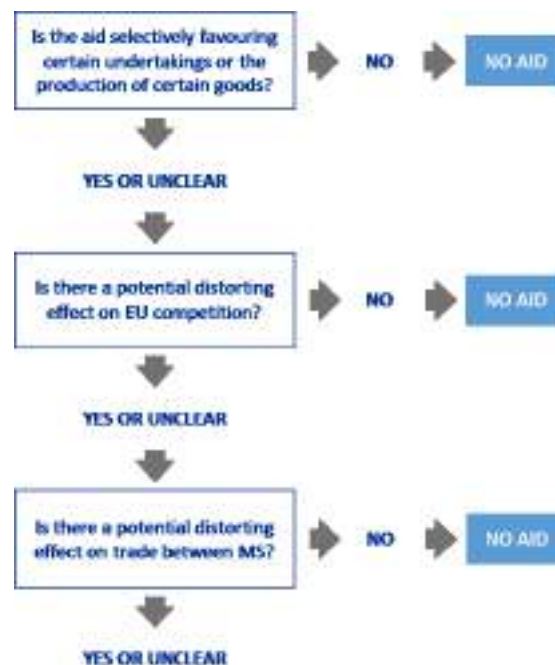 Is the aid selectively favouring
certain undertakings or the
production of certain goods?
NO
NO AID
YES OR UNCLEAR
Is there a potential distorting
effect on EU competition?
NO
NO AID
YES OR UNCLEAR
Is there a potential distorting
effect on trade between MS?
NO
NO AID
YES OR UNCLEAR